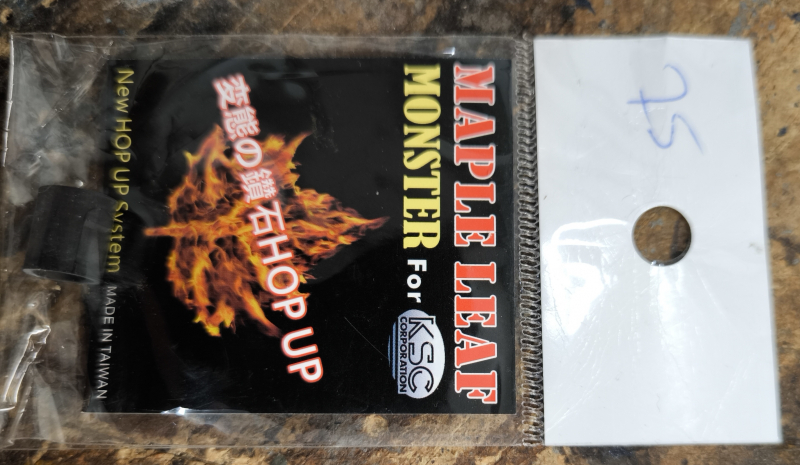 75
MAPLE LEAF
MONSTER For KSC
CORPORATION
変態の鑽石HOP UP
New HOP UP System MADE IN TAIWAN